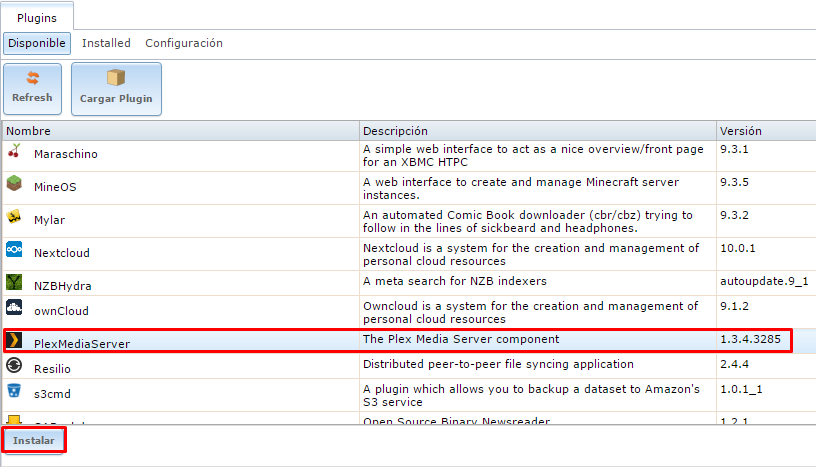 Plugins
Disponible Installed Configuración
Refresh Cargar Plugin
Nombre Descripción Versión
Maraschino A simple web interface to act as a nice overview/front page 9.3.1
for an XBMC HTPC
MineOS A web interface to create and manage Minecraft server 9.3.5
instances.
Mylar An automated Comic Book downloader (cbr/cbz) trying to 9.3.2
follow in the lines of sickbeard and headphones.
Nextcloud Nextcloud is a system for the creation and management of 10.0.1
personal cloud resources
NZBHydra A meta search for NZB indexers autoupdate.9_1
ownCloud Owncloud is a system for the creation and management of 9.1.2
personal cloud resources
PlexMediaServer The Plex Media Server component 1.3.4.3285
Resilio Distributed peer-to-peer file syncing application 2.4.4
s3cmd A plugin which allows you to backup a dataset to Amazon's 1.0.1_1
S3 service
Open Source Binary Newsreader 1.2.1
Instalar